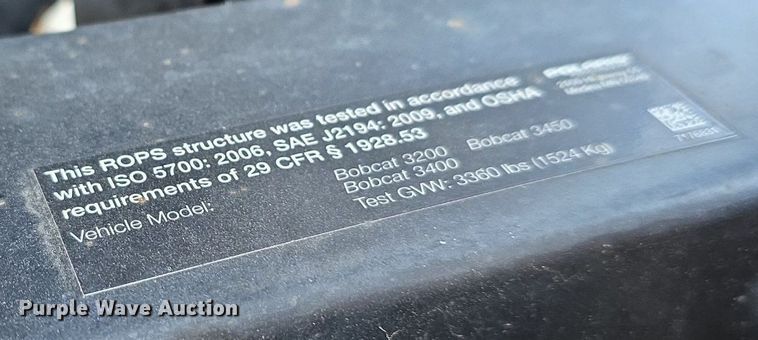 This ROPS structure was tested in accordance
with ISO 5700: 2006, SAE J2194: 2009, and OSHA
requirements of 29 CFR § 1928.53
Vehicle Model: Bobcat 3200 Bobcat 3450
Bobcat 3400
Test GWW: 3360 lbs (1524 Kg)
Purple Wave Auction